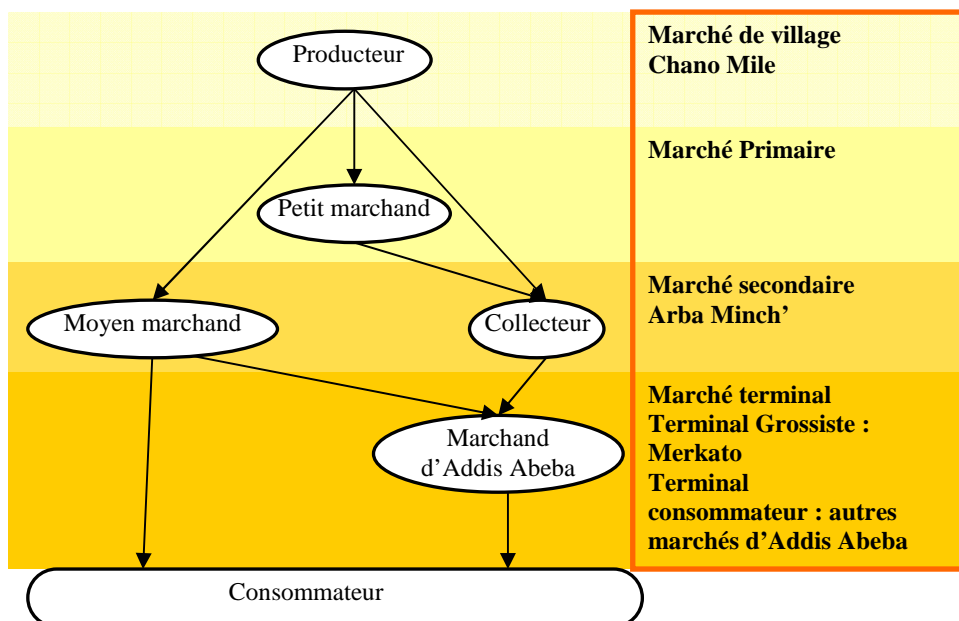 Producteur
Marché de village
Chano Mile
Marché Primaire
Petit marchand
Marché secondaire
Arba Minch’
Moyen marchand
Collecteur
Marché terminal
Terminal Grossiste :
Merkato
Terminal
consommateur : autres
marchés d’Addis Abeba
Marchand
d’Addis Abeba
Consommateur